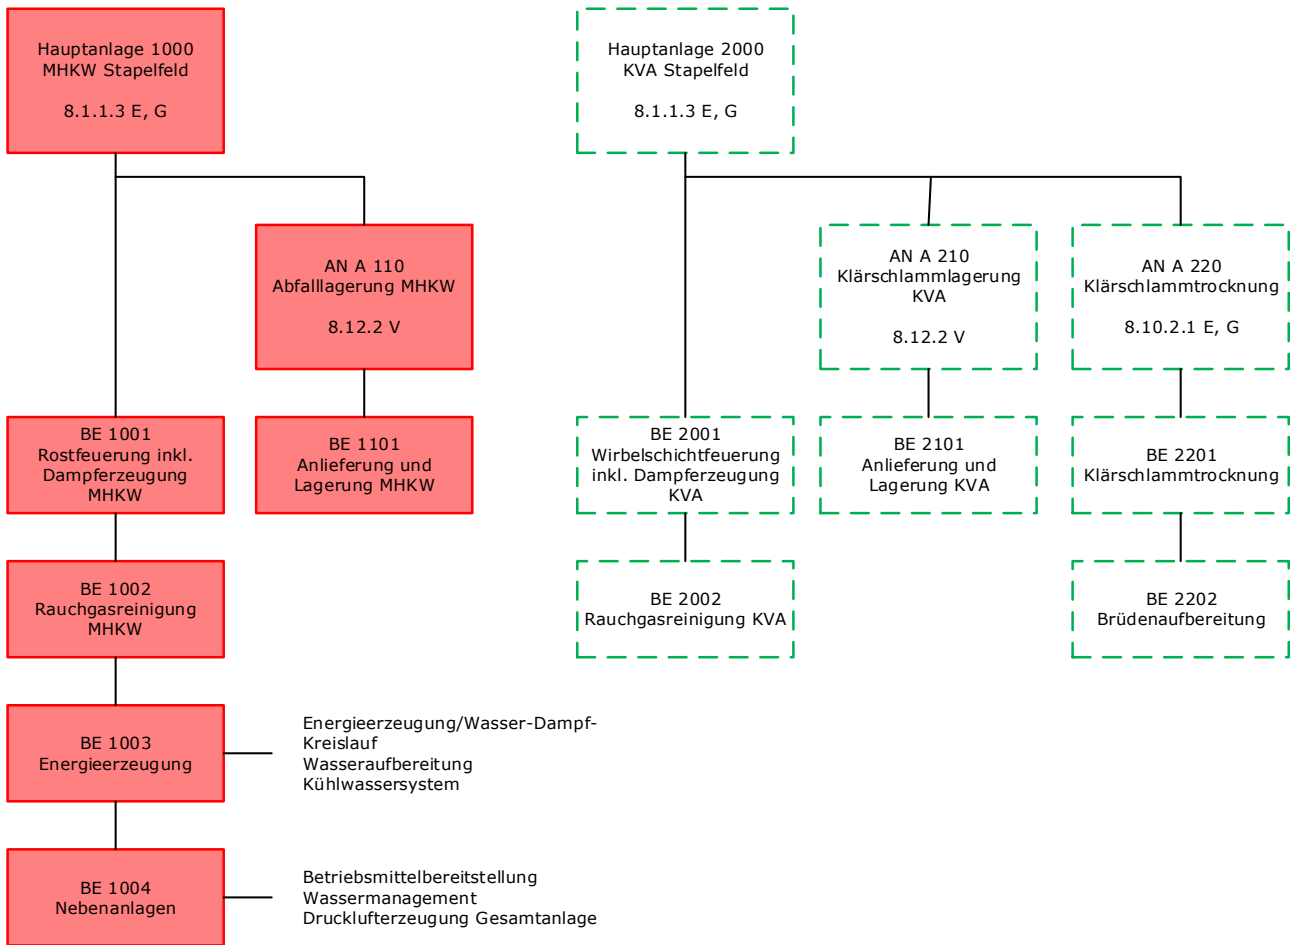 Hauptanlage 1000
MHKW Stapelfeld
8.1.1.3 E, G
Hauptanlage 2000
KVA Stapelfeld
8.1.1.3 E, G
AN A 110
Abfalllagerung MHKW
8.12.2 V
AN A 210
Klärschlammlagerung
KVA
8.12.2 V
AN A 220
Klärschlammtrocknung
8.10.2.1 E, G
BE 1001
Rostfeuerung inkl.
Dampferzeugung
MHKW
BE 1101
Anlieferung und
Lagerung MHKW
BE 2001
Wirbelschichtfeuerung
inkl. Dampferzeugung
KVA
BE 2101
Anlieferung und
Lagerung KVA
BE 2201
Klärschlammtrocknung
BE 1002
Rauchgasreinigung
MHKW
BE 2002
Rauchgasreinigung KVA
BE 2202
Brüdenaufbereitung
BE 1003
Energieerzeugung
Energieerzeugung/Wasser-Dampf-
Kreislauf
Wasseraufbereitung
Kühlwassersystem
BE 1004
Nebenanlagen
Betriebsmittelbereitstellung
Wassermanagement
Drucklufterzeugung Gesamtanlage